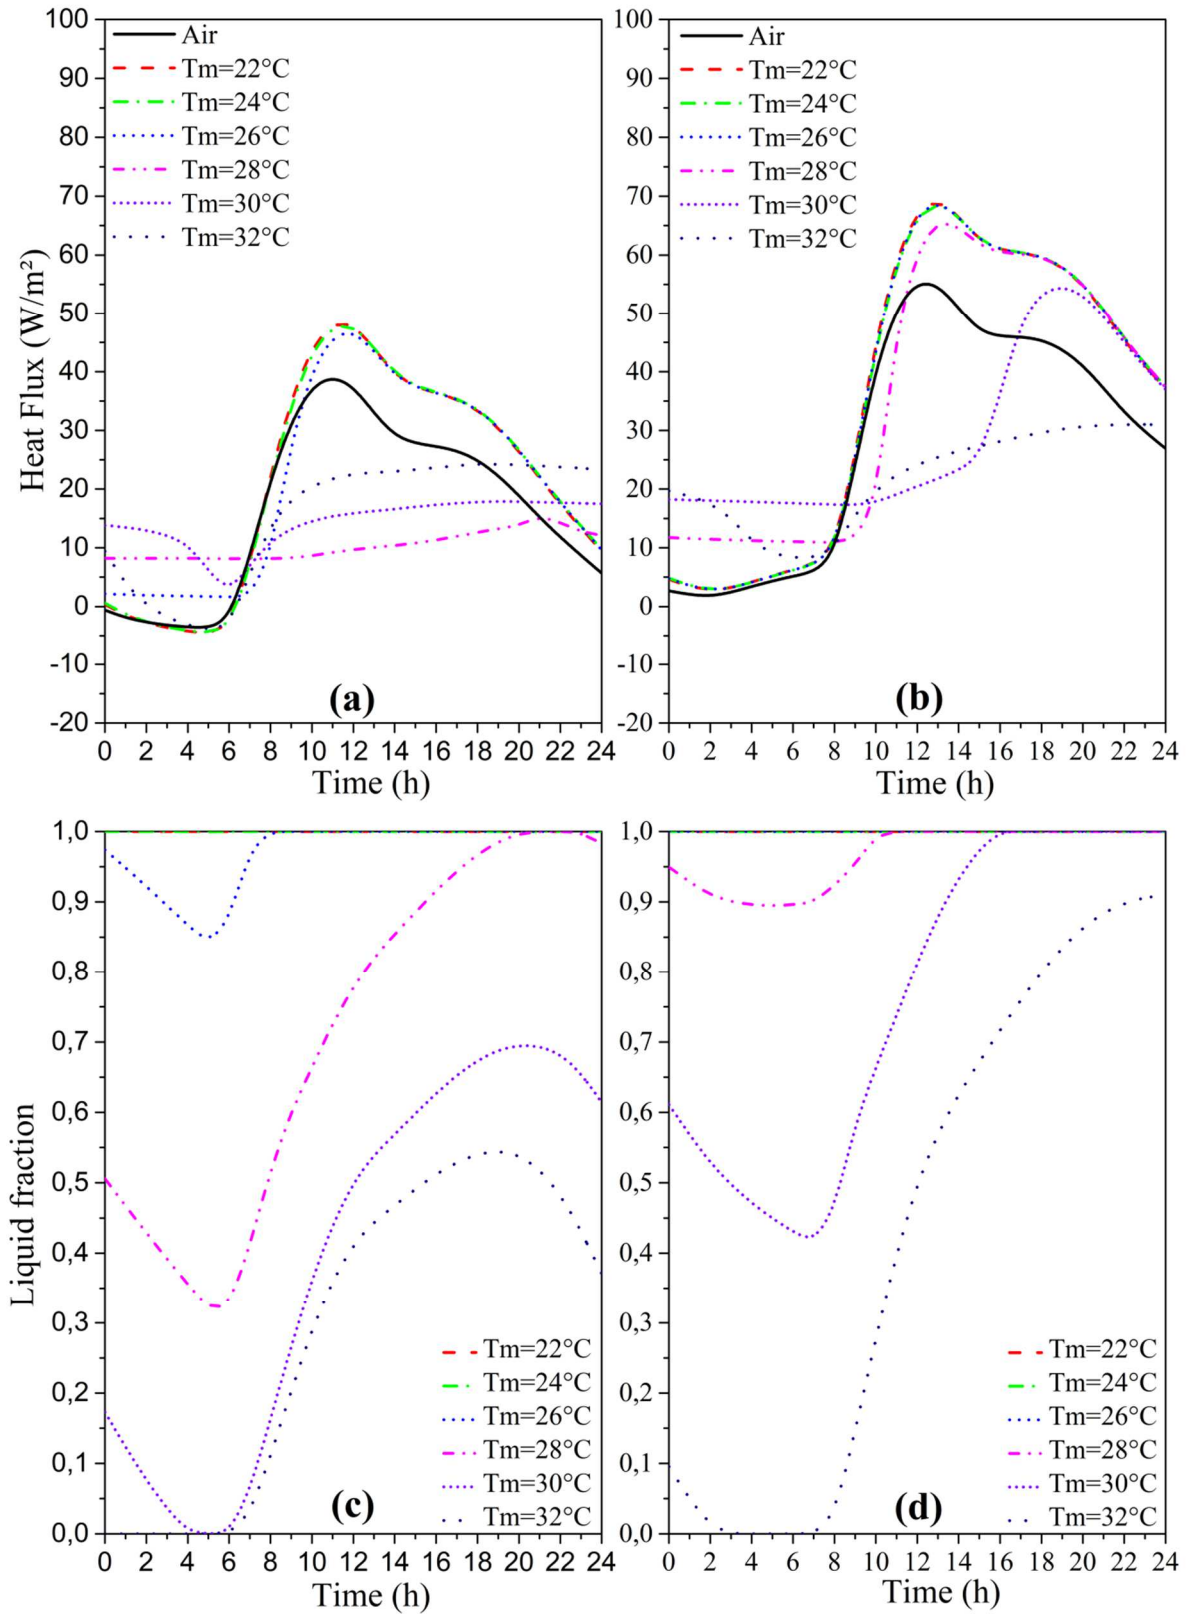 100
90
80
70
60
50
40
30
20
10
0
-10
-20
Heat Flux (W/m²)
Air
Tm=22°C
Tm=24°C
Tm=26°C
Tm=28°C
Tm=30°C
Tm=32°C
(a)
0 2 4 6 8 10 12 14 16 18 20 22 24
Time (h)
100
90
80
70
60
50
40
30
20
10
0
-10
-20
Air
Tm=22°C
Tm=24°C
Tm=26°C
Tm=28°C
Tm=30°C
Tm=32°C
(b)
0 2 4 6 8 10 12 14 16 18 20 22 24
Time (h)
1,0
0,9
0,8
0,7
0,6
0,5
0,4
0,3
0,2
0,1
0,0
Liquid fraction
Tm=22°C
Tm=24°C
Tm=26°C
Tm=28°C
Tm=30°C
Tm=32°C
(c)
0 2 4 6 8 10 12 14 16 18 20 22 24
Time (h)
1,0
0,9
0,8
0,7
0,6
0,5
0,4
0,3
0,2
0,1
0,0
Tm=22°C
Tm=24°C
Tm=26°C
Tm=28°C
Tm=30°C
Tm=32°C
(d)
0 2 4 6 8 10 12 14 16 18 20 22 24
Time (h)